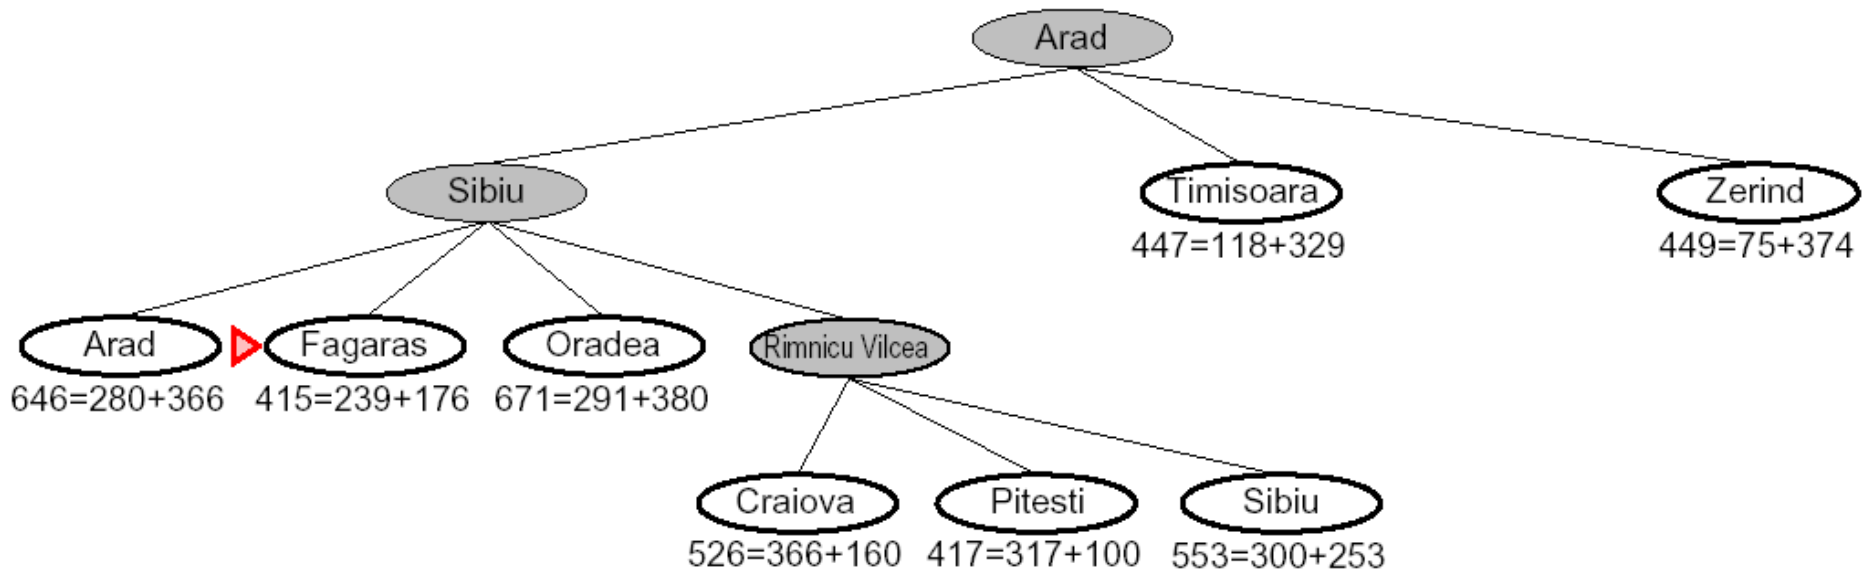 Arad
Sibiu
Timisoara
Zerind
447=118+329
449=75+374
Arad
Fagaras
Oradea
Rimnicu Vilcea
646=280+366
415=239+176
671=291+380
Craiova
Pitesti
Sibiu
526=366+160
417=317+100
553=300+253